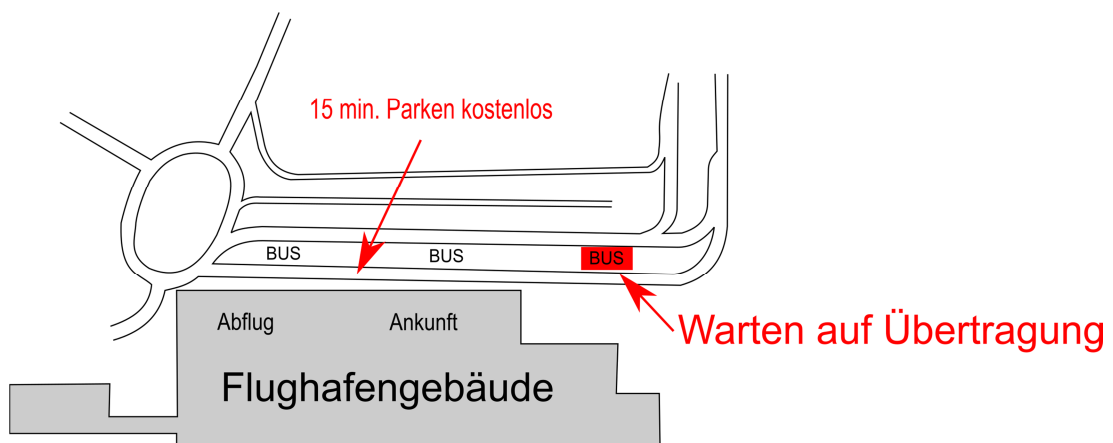 15 min. Parken kostenlos
BUS
BUS
BUS
Abflug
Ankunft
Warten auf Übertragung
Flughafengebäude